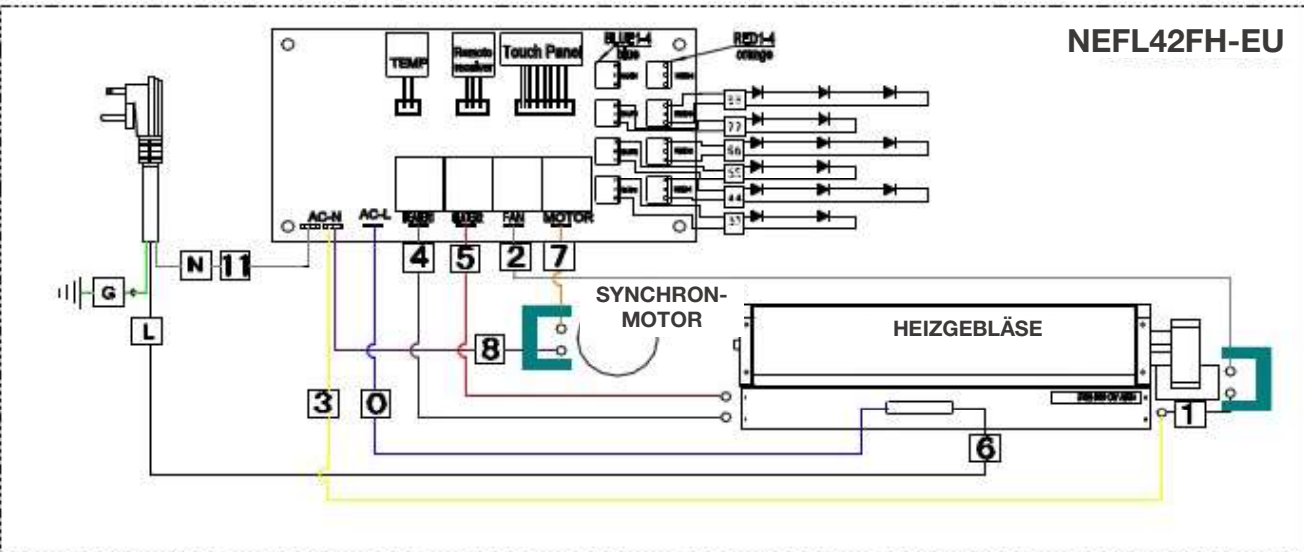 NEFL42FH-EU
BLUE1-4
blue
RED1-4
orange
TEMP
Remote
receiver
Touch Panel
88
77
66
55
44
33
AC-N
AC-L
FAN
MOTOR
4
5
2
7
N
11
G
L
SYNCHRON-
MOTOR
HEIZGEBLÄSE
8
3
0
1
6